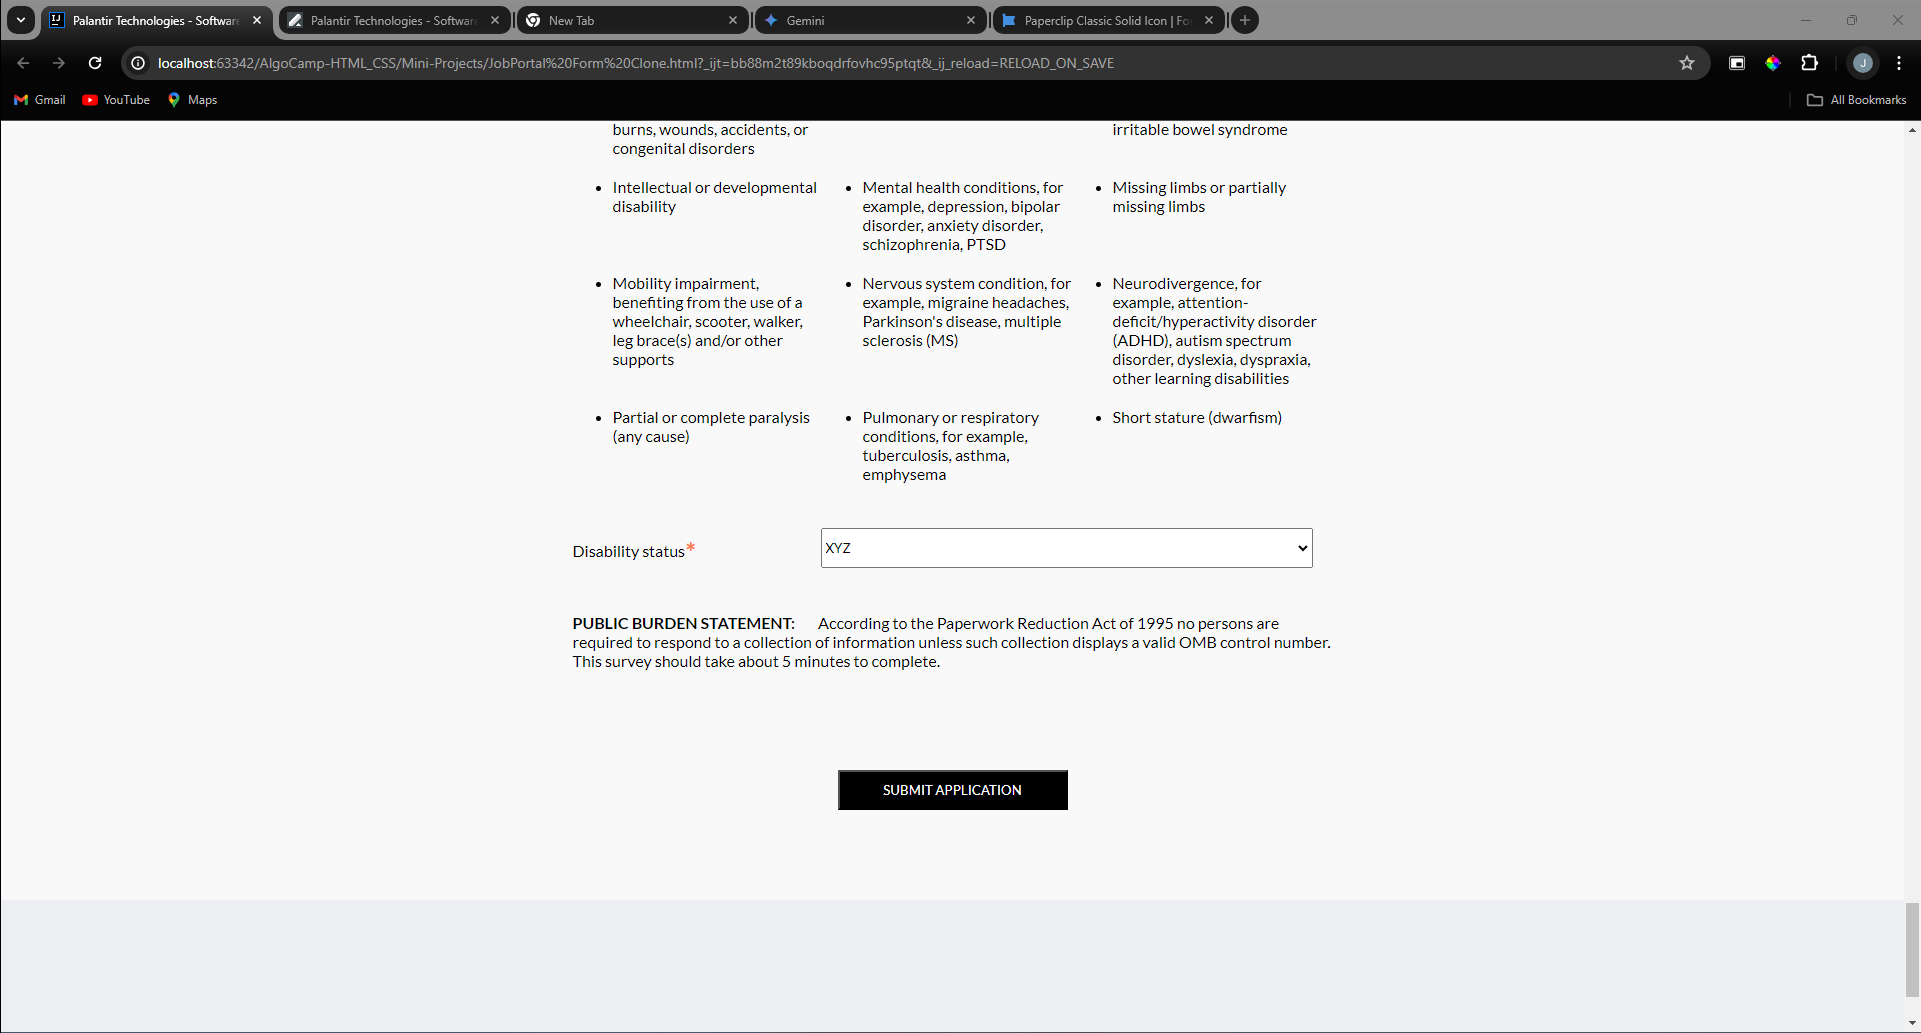 Palantir Technologies - Software
Palantir Technologies - Software
New Tab
Gemini
Paperclip Classic Solid Icon | Fo
localhost:63342/AlgoCamp-HTML_CSS/Mini-Projects/JobPortal%20Form%20Clone.html?_ijt=bb88m2t89kboqdrfovhc95ptqt&_ij_reload=RELOAD_ON_SAVE
J
Gmail
YouTube
Maps
All Bookmarks
burns, wounds, accidents, or
congenital disorders
irritable bowel syndrome
• Intellectual or developmental
disability
• Mental health conditions, for
example, depression, bipolar
disorder, anxiety disorder,
schizophrenia, PTSD
• Missing limbs or partially
missing limbs
• Mobility impairment,
benefiting from the use of a
wheelchair, scooter, walker,
leg brace(s) and/or other
supports
• Nervous system condition, for
example, migraine headaches,
Parkinson's disease, multiple
sclerosis (MS)
• Neurodivergence, for
example, attention-
deficit/hyperactivity disorder
(ADHD), autism spectrum
disorder, dyslexia, dyspraxia,
other learning disabilities
• Partial or complete paralysis
(any cause)
• Pulmonary or respiratory
conditions, for example,
tuberculosis, asthma,
emphysema
• Short stature (dwarfism)
Disability status*
XYZ
PUBLIC BURDEN STATEMENT: According to the Paperwork Reduction Act of 1995 no persons are
required to respond to a collection of information unless such collection displays a valid OMB control number.
This survey should take about 5 minutes to complete.
SUBMIT APPLICATION